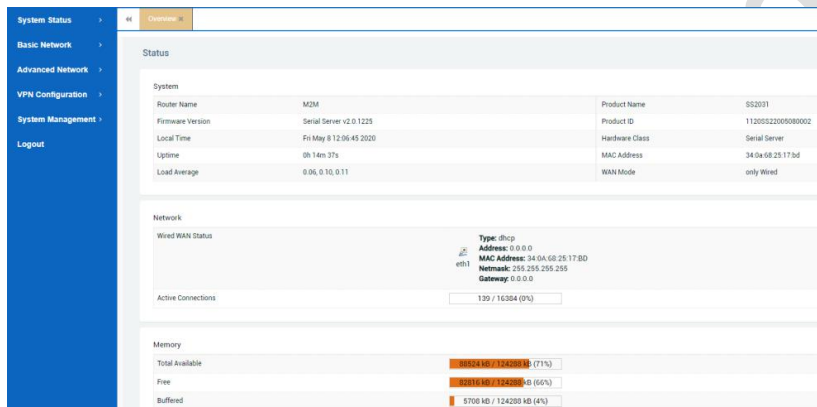 System Status
Basic Network
Advanced Network
VPN Configuration
System Management
Logout
Overview
Status
System
Router Name M2M Product Name SS2031
Firmware Version Serial Server v2.0.1225 Product ID 1120SS22005080002
Local Time Fri May 8 12:06:45 2020 Hardware Class Serial Server
Uptime 0h 14m 37s MAC Address 34:0a:68:25:17:bd
Load Average 0.06, 0.10, 0.11 WAN Mode only Wired
Network
Wired WAN Status
eth1
Type: dhcp
Address: 0.0.0.0
MAC Address: 34:0A:68:25:17:BD
Netmask: 255.255.255.255
Gateway: 0.0.0.0
Active Connections 139 / 16384 (0%)
Memory
Total Available 88524 kB / 124288 kB (71%)
Free 82816 kB / 124288 kB (66%)
Buffered 5708 kB / 124288 kB (4%)